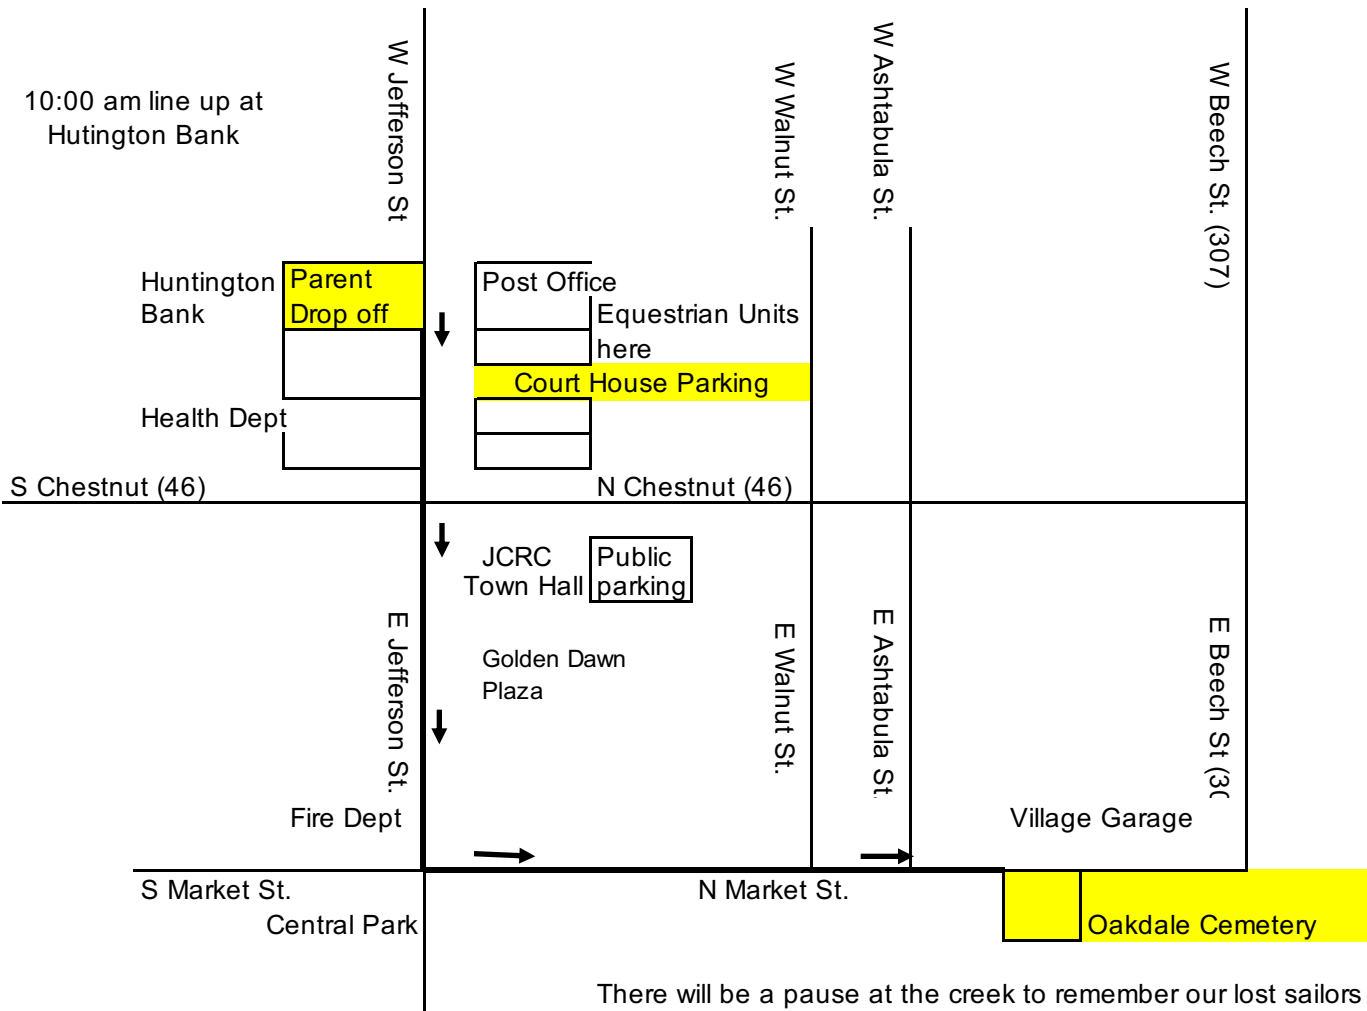 W Jefferson St
W Walnut St.
W Ashtabula St.
W Beech St. (307)
10:00 am line up at
Hutington Bank
Huntington
Bank
Parent
Drop off
Post Office
Equestrian Units
here
Court House Parking
Health Dept
S Chestnut (46)
N Chestnut (46)
JCRC
Town Hall
Public
parking
E Jefferson St.
Golden Dawn
Plaza
E Walnut St.
E Ashtabula St.
E Beech St (30
Fire Dept
Village Garage
S Market St.
N Market St.
Central Park
Oakdale Cemetery
There will be a pause at the creek to remember our lost sailors